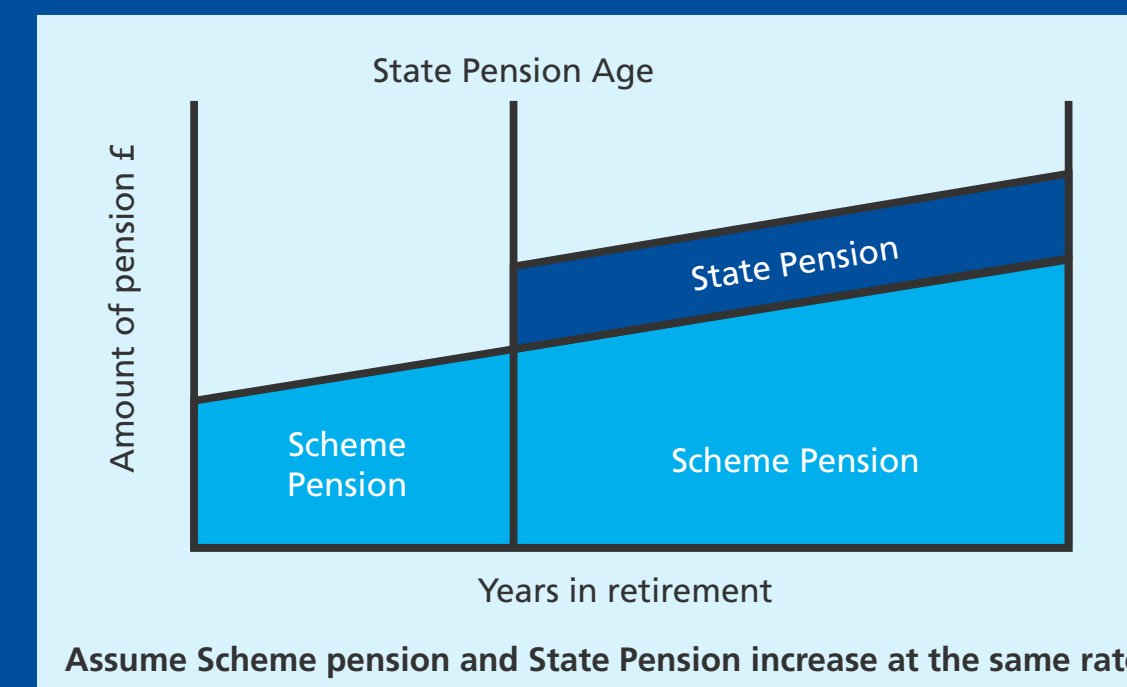 State Pension Age
Amount of pension £
State Pension
Scheme
Pension
Scheme Pension
Years in retirement
Assume Scheme pension and State Pension increase at the same rate